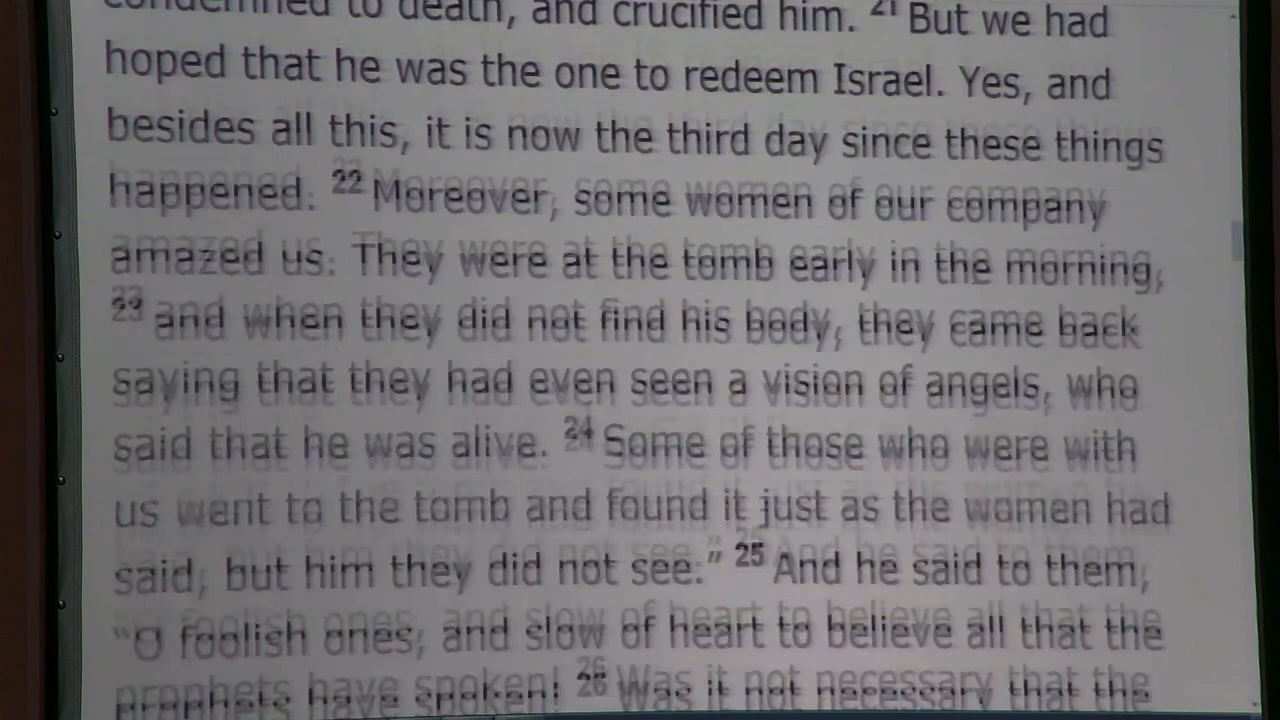 condemned to death, and crucified him. 21 But we had
hoped that he was the one to redeem Israel. Yes, and
besides all this, it is now the third day since these things
happened. 22 Moreover, some women of our company
amazed us. They were at the tomb early in the morning,
23 and when they did not find his body, they came back
saying that they had even seen a vision of angels, who
said that he was alive. 24 Some of those who were with
us went to the tomb and found it just as the women had
said, but him they did not see.” 25 And he said to them,
“O foolish ones, and slow of heart to believe all that the
prophets have spoken! 26 Was it not necessary that the